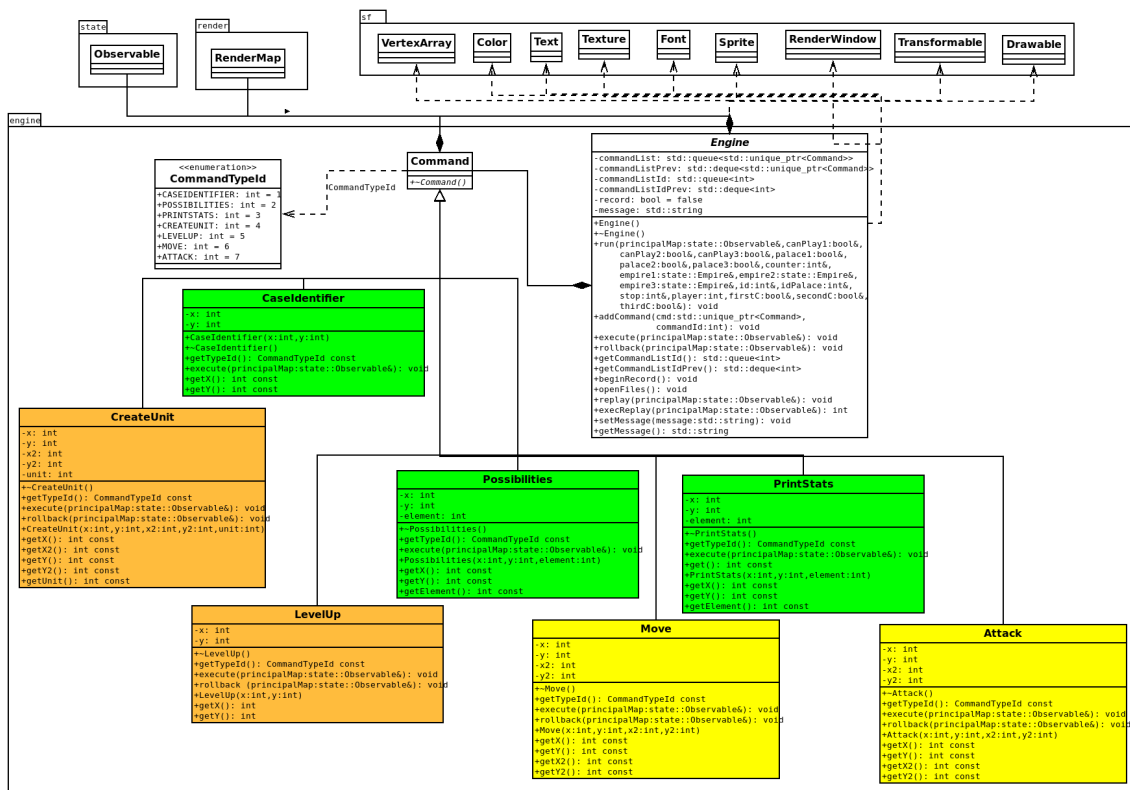 state
Observable
render
RenderMap
sf
VertexArray
Color
Text
Texture
Font
Sprite
RenderWindow
Transformable
Drawable
engine
<<enumeration>>
CommandTypeId
+CASEIDENTIFIER: int = 1
+POSSIBILITIES: int = 2
+PRINTSTATS: int = 3
+CREATEUNIT: int = 4
+LEVELUP: int = 5
+MOVE: int = 6
+ATTACK: int = 7
CommandTypeId
Command
+~Command()
Engine
-commandList: std::queue<std::unique_ptr<Command>>
-commandListPrev: std::deque<std::unique_ptr<Command>>
-commandListId: std::queue<int>
-commandListIdPrev: std::deque<int>
-record: bool = false
-message: std::string
+Engine()
+~Engine()
+run(principalMap:state::Observable&,canPlay1:bool&,
canPlay2:bool&,canPlay3:bool&,palace1:bool&,
palace2:bool&,palace3:bool&,counter:int&,
empire1:state::Empire&,empire2:state::Empire&,
empire3:state::Empire&,id:int&,idPalace:int&,
stop:int&,player:int,firstC:bool&,secondC:bool&,
thirdC:bool&): void
+addCommand(cmd:std::unique_ptr<Command>,
commandId:int): void
+execute(principalMap:state::Observable&): void
+rollback(principalMap:state::Observable&): void
+getCommandListId(): std::queue<int>
+getCommandListIdPrev(): std::deque<int>
+beginRecord(): void
+openFiles(): void
+replay(principalMap:state::Observable&): void
+execReplay(principalMap:state::Observable&): int
+setMessage(message:std::string): void
+getMessage(): std::string
CaseIdentifier
-x: int
-y: int
+CaseIdentifier(x:int,y:int)
+~CaseIdentifier()
+getTypeId(): CommandTypeId const
+execute(principalMap:state::Observable&): void
+getX(): int const
+getY(): int const
CreateUnit
-x: int
-y: int
-x2: int
-y2: int
-unit: int
+~CreateUnit()
+getTypeId(): CommandTypeId const
+execute(principalMap:state::Observable&): void
+rollback(principalMap:state::Observable&): void
+CreateUnit(x:int,y:int,x2:int,y2:int,unit:int)
+getX(): int const
+getX2(): int const
+getY(): int const
+getY2(): int const
+getUnit(): int const
Possibilities
-x: int
-y: int
-element: int
+~Possibilities()
+getTypeId(): CommandTypeId const
+execute(principalMap:state::Observable&): void
+Possibilities(x:int,y:int,element:int)
+getX(): int const
+getY(): int const
+getElement(): int const
PrintStats
-x: int
-y: int
-element: int
+~PrintStats()
+getTypeId(): CommandTypeId const
+execute(principalMap:state::Observable&): void
+get(): int const
+PrintStats(x:int,y:int,element:int)
+getX(): int const
+getY(): int const
+getElement(): int const
LevelUp
-x: int
-y: int
+~LevelUp()
+getTypeId(): CommandTypeId const
+execute(principalMap:state::Observable&): void
+rollback (principalMap:state::Observable&): void
+LevelUp(x:int,y:int)
+getX(): int
+getY(): int
Move
-x: int
-y: int
-x2: int
-y2: int
+~Move()
+getTypeId(): CommandTypeId const
+execute(principalMap:state::Observable&): void
+rollback(principalMap:state::Observable&): void
+Move(x:int,y:int,x2:int,y2:int)
+getX(): int const
+getY(): int const
+getX2(): int const
+getY2(): int const
Attack
-x: int
-y: int
-x2: int
-y2: int
+~Attack()
+getTypeId(): CommandTypeId const
+execute(principalMap:state::Observable&): void
+rollback(principalMap:state::Observable&): void
+Attack(x:int,y:int,x2:int,y2:int)
+getX(): int const
+getY(): int const
+getX2(): int const
+getY2(): int const